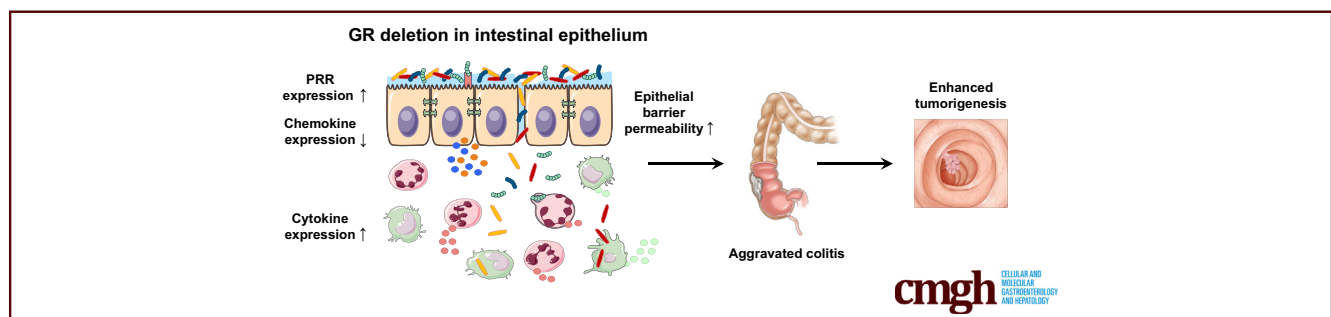 GR deletion in intestinal epithelium
PRR
expression ↑
Chemokine
expression ↓
Cytokine
expression ↑
Epithelial
barrier
permeability ↑
Aggravated colitis
Enhanced
tumorigenesis
cmgh
CELLULAR AND
MOLECULAR
GASTROENTEROLOGY
AND HEPATOLOGY